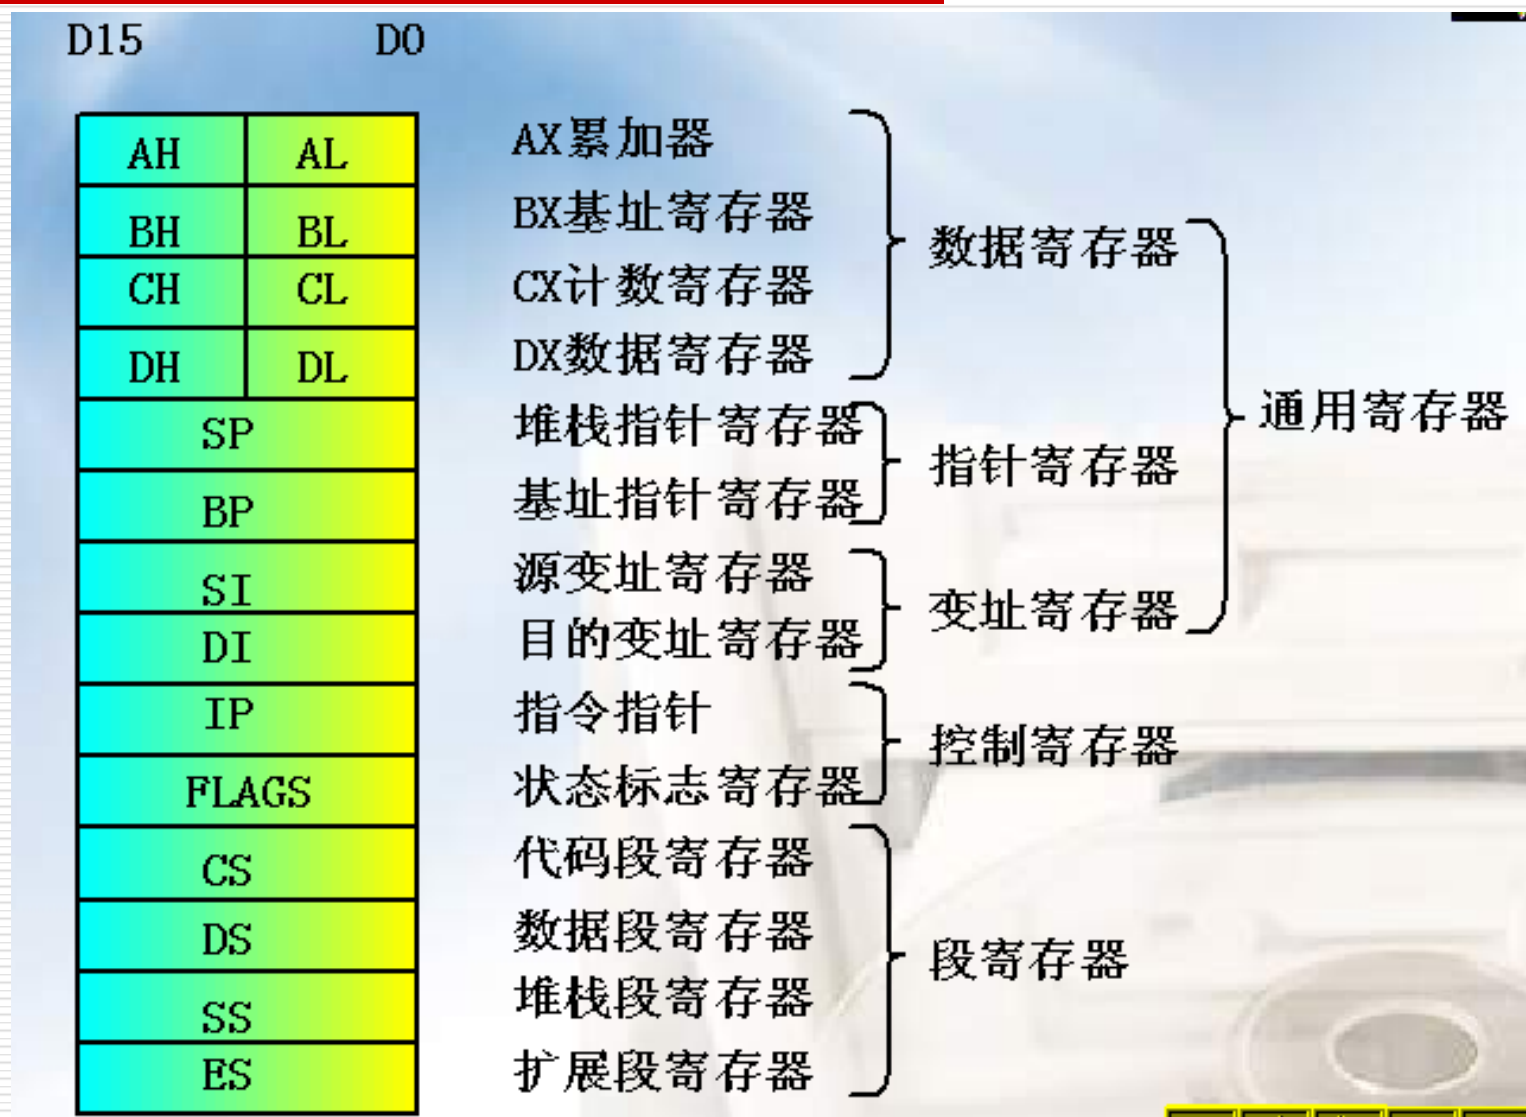 D15 D0
AH AL AX累加器
BH BL BX基址寄存器
数据寄存器
CH CL CX计数寄存器
DH DL DX数据寄存器
通用寄存器
SP 堆栈指针寄存器
指针寄存器
BP 基址指针寄存器
SI 源变址寄存器
变址寄存器
DI 目的变址寄存器
IP 指令指针
控制寄存器
FLAGS 状态标志寄存器
CS 代码段寄存器
DS 数据段寄存器
段寄存器
SS 堆栈段寄存器
ES 扩展段寄存器